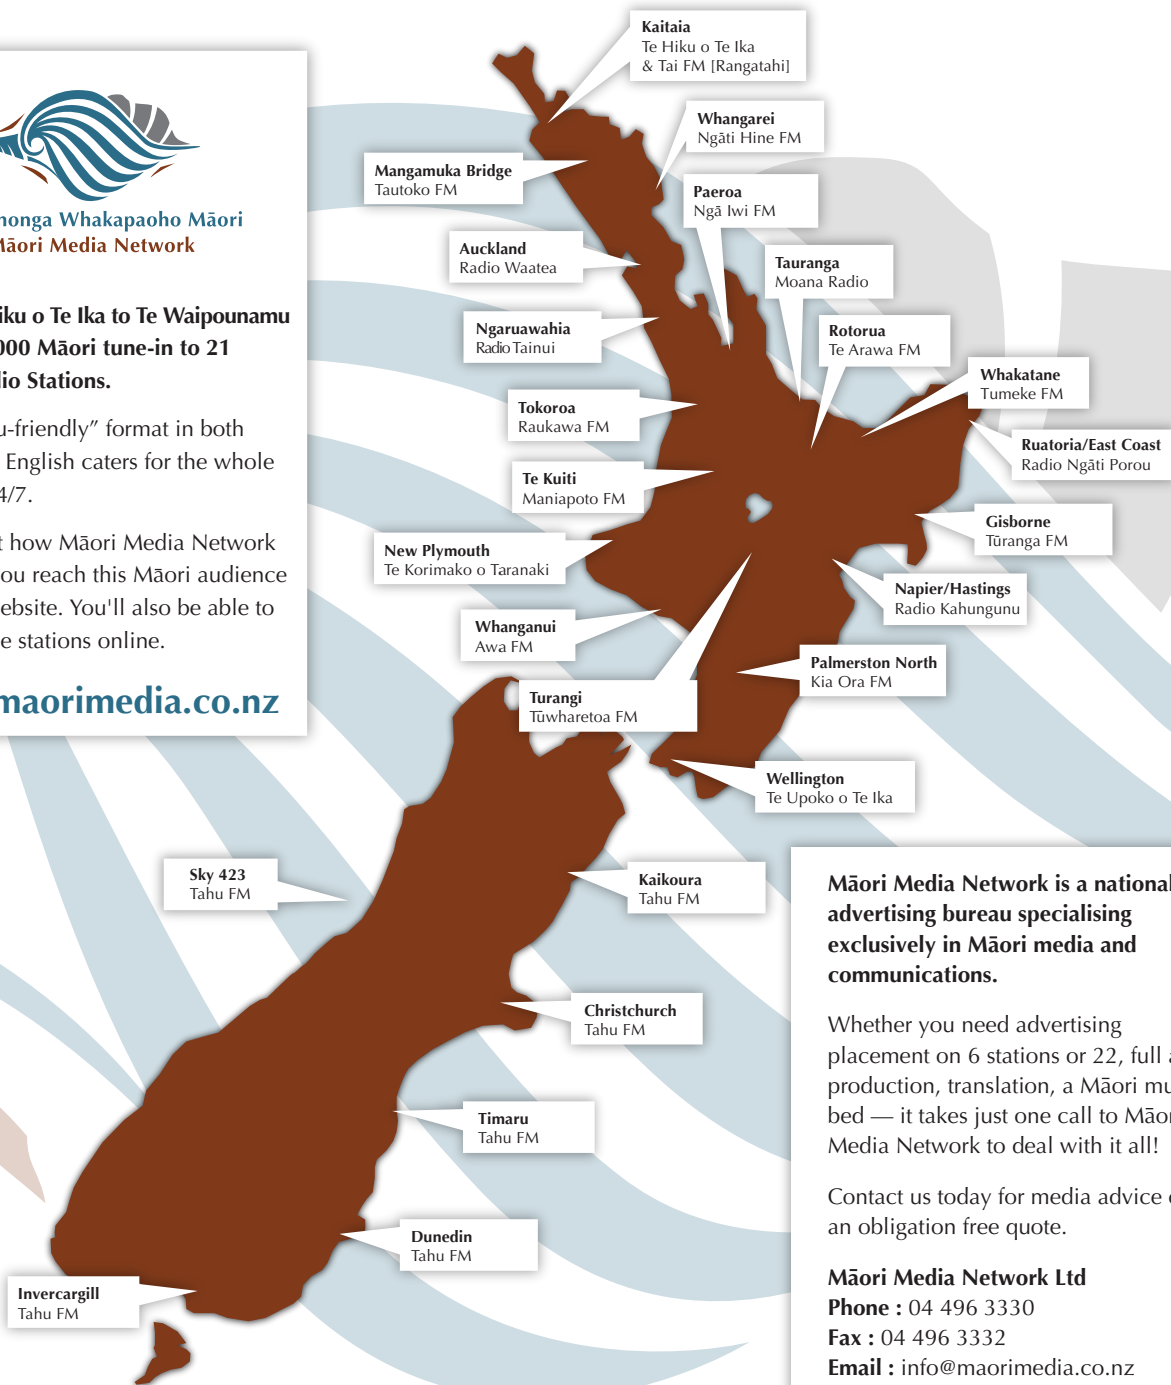 Kaitaia
Te Hiku o Te Ika
& Tai FM [Rangatahi]
Whangarei
Ngāti Hine FM
Mangamuka Bridge
Tautoko FM
Paeroa
Ngā Iwi FM
Auckland
Radio Waatea
Tauranga
Moana Radio
Ngaruawahia
Radio Tainui
Rotorua
Te Arawa FM
Whakatane
Tumeke FM
Tokoroa
Raukawa FM
Ruatoria/East Coast
Radio Ngāti Porou
Te Kuiti
Maniapoto FM
Gisborne
Tūranga FM
New Plymouth
Te Korimako o Taranaki
Napier/Hastings
Radio Kahungunu
Whanganui
Awa FM
Palmerston North
Kia Ora FM
Turangi
Tūwharetoa FM
Wellington
Te Upoko o Te Ika
Sky 423
Tahu FM
Kaikoura
Tahu FM
Christchurch
Tahu FM
Timaru
Tahu FM
Dunedin
Tahu FM
Invercargill
Tahu FM
Whakapaoho Māori
Māori Media Network
o Te Ika to Te Waipounamu
000 Māori tune-in to 21
Stations.
-friendly” format in both
English caters for the whole
4/7.
how Māori Media Network
you reach this Māori audience
website. You'll also be able to
stations online.
maorimedia.co.nz
Māori Media Network is a national
advertising bureau specialising
exclusively in Māori media and
communications.
Whether you need advertising
placement on 6 stations or 22, full
production, translation, a Māori
bed — it takes just one call to
Media Network to deal with it all!
Contact us today for media advice
an obligation free quote.
Māori Media Network Ltd
Phone : 04 496 3330
Fax : 04 496 3332
Email : info@maorimedia.co.nz